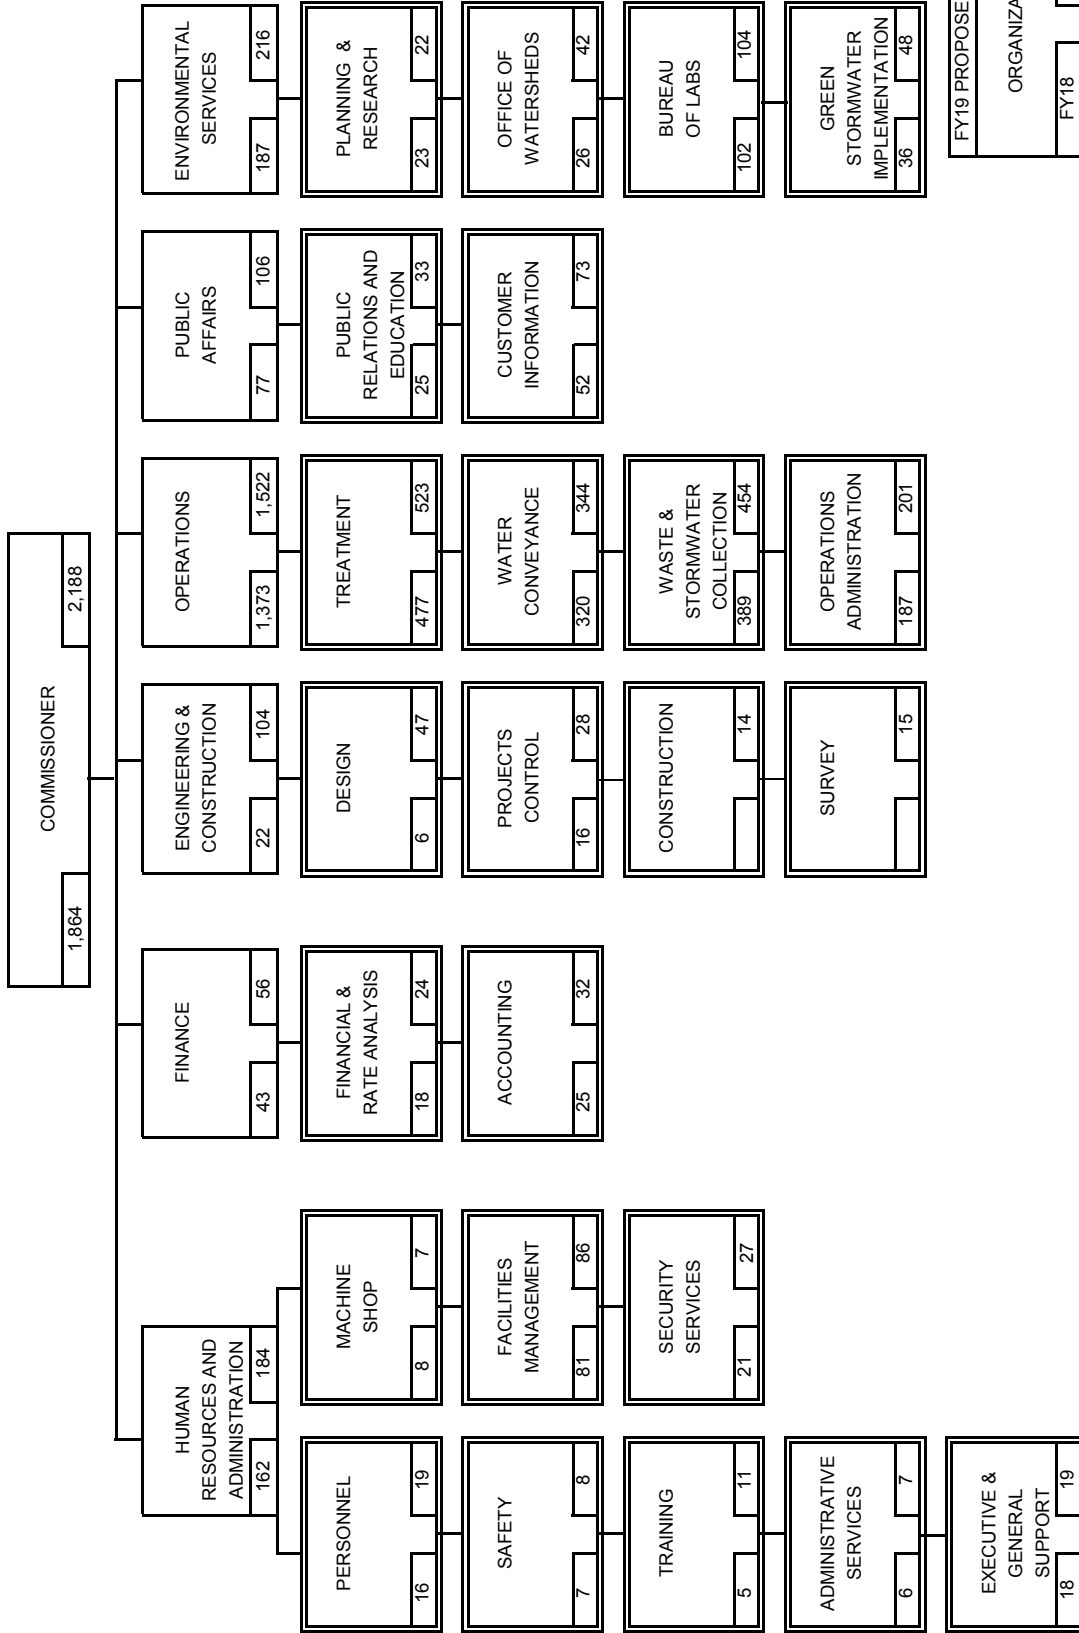 COMMISSIONER
1,864
2,188
HUMAN
RESOURCES AND
ADMINISTRATION
162
184
FINANCE
43
56
ENGINEERING &
CONSTRUCTION
22
104
OPERATIONS
1,373
1,522
PUBLIC
AFFAIRS
77
106
ENVIRONMENTAL
SERVICES
187
216
PERSONNEL
16
19
MACHINE
SHOP
8
7
FINANCIAL &
RATE ANALYSIS
18
24
DESIGN
6
47
TREATMENT
477
523
PUBLIC
RELATIONS AND
EDUCATION
25
33
PLANNING &
RESEARCH
23
22
SAFETY
7
8
FACILITIES
MANAGEMENT
81
86
ACCOUNTING
25
32
PROJECTS
CONTROL
16
28
WATER
CONVEYANCE
320
344
CUSTOMER
INFORMATION
52
73
OFFICE OF
WATERSHEDS
26
42
TRAINING
5
11
SECURITY
SERVICES
21
27
CONSTRUCTION
14
WASTE &
STORMWATER
COLLECTION
389
454
BUREAU
OF LABS
102
104
ADMINISTRATIVE
SERVICES
6
7
SURVEY
15
OPERATIONS
ADMINISTRATION
187
201
GREEN
STORMWATER
IMPLEMENTATION
36
48
EXECUTIVE &
GENERAL
SUPPORT
18
19
FY19 PROPOSE
ORGANIZA
FY18